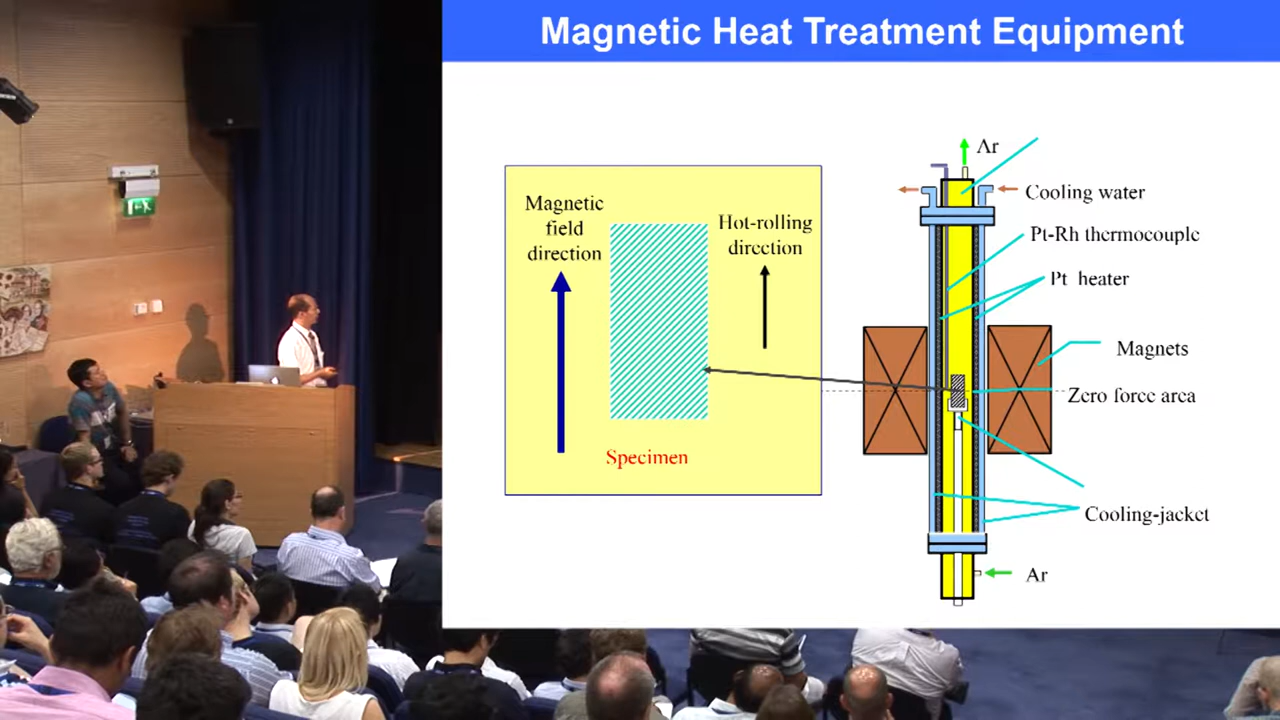 Magnetic Heat Treatment Equipment
Ar
Cooling water
Pt-Rh thermocouple
Pt heater
Magnets
Zero force area
Cooling-jacket
Ar
Magnetic
field
direction
Hot-rolling
direction
Specimen